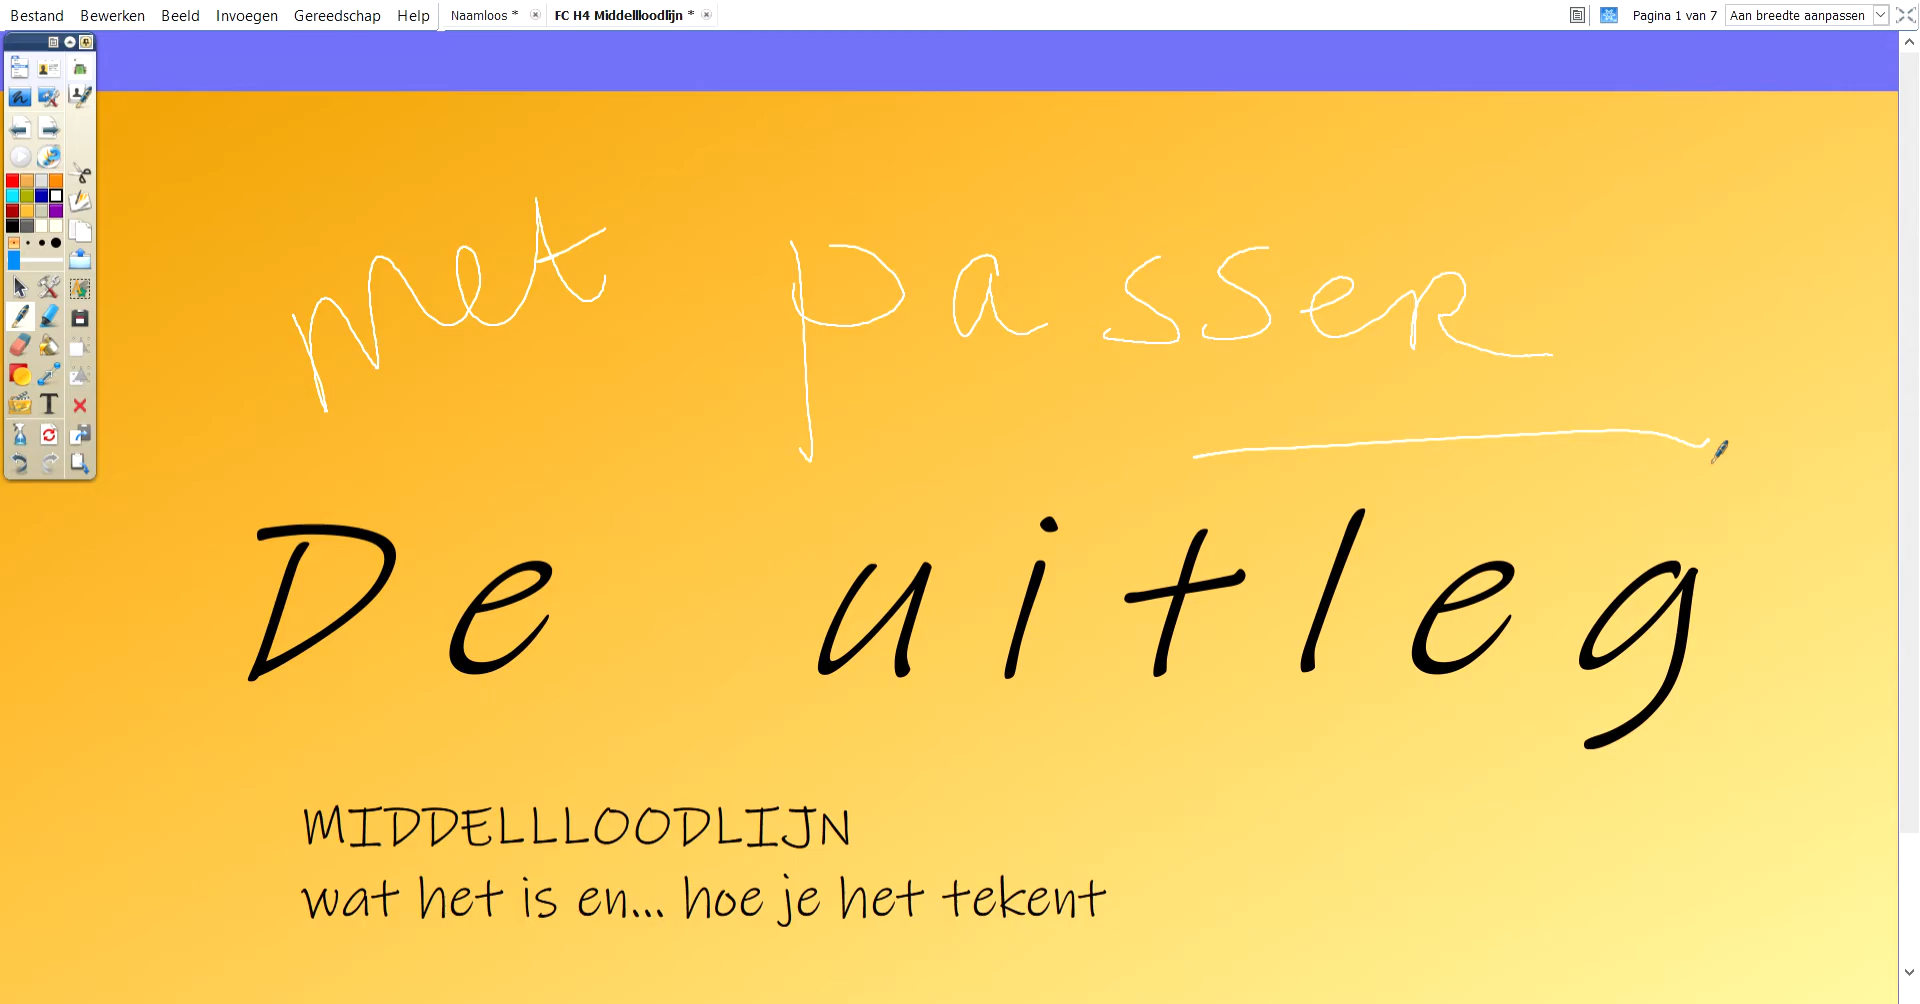 Bestand Bewerken Beeld Invoegen Gereedschap Help Naamloos * FC H4 Middellloodlijn * Pagina 1 van 7 Aan breedte aanpassen
met passer
De uitleg
MIDDELLLOODLIJN
wat het is en... hoe je het tekent